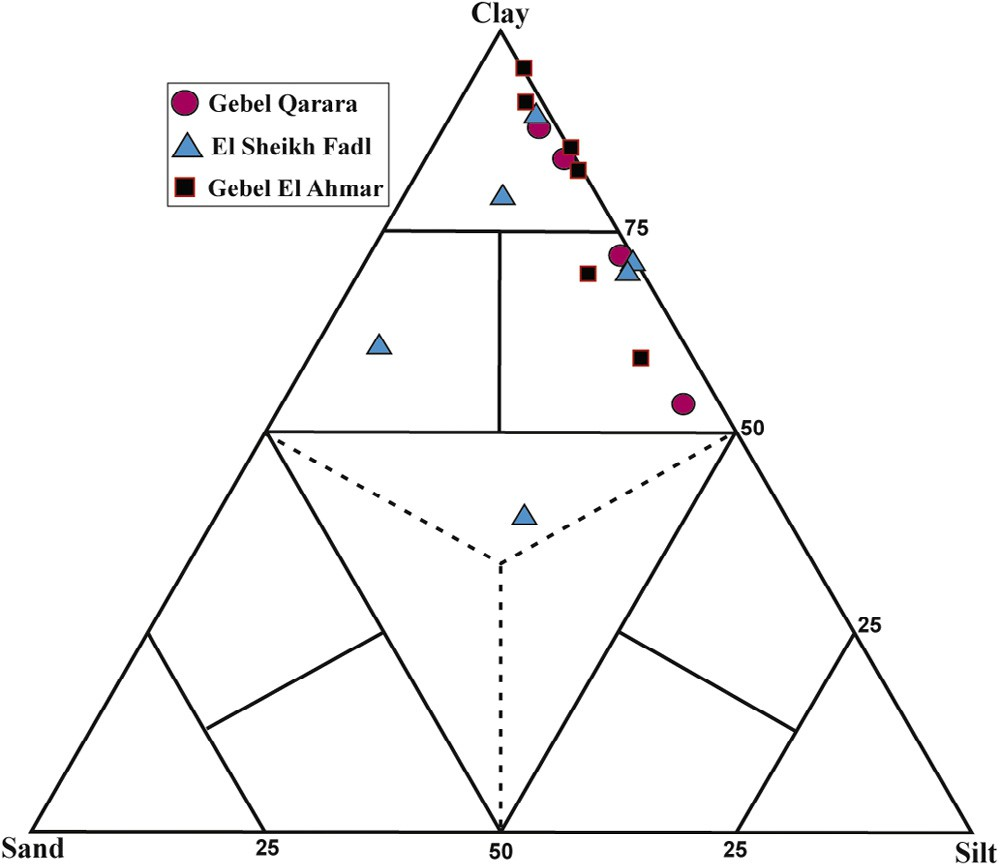 Clay
Gebel Qarara
El Sheikh Fadl
Gebel El Ahmar
75
50
25
Sand
25
50
25
Silt